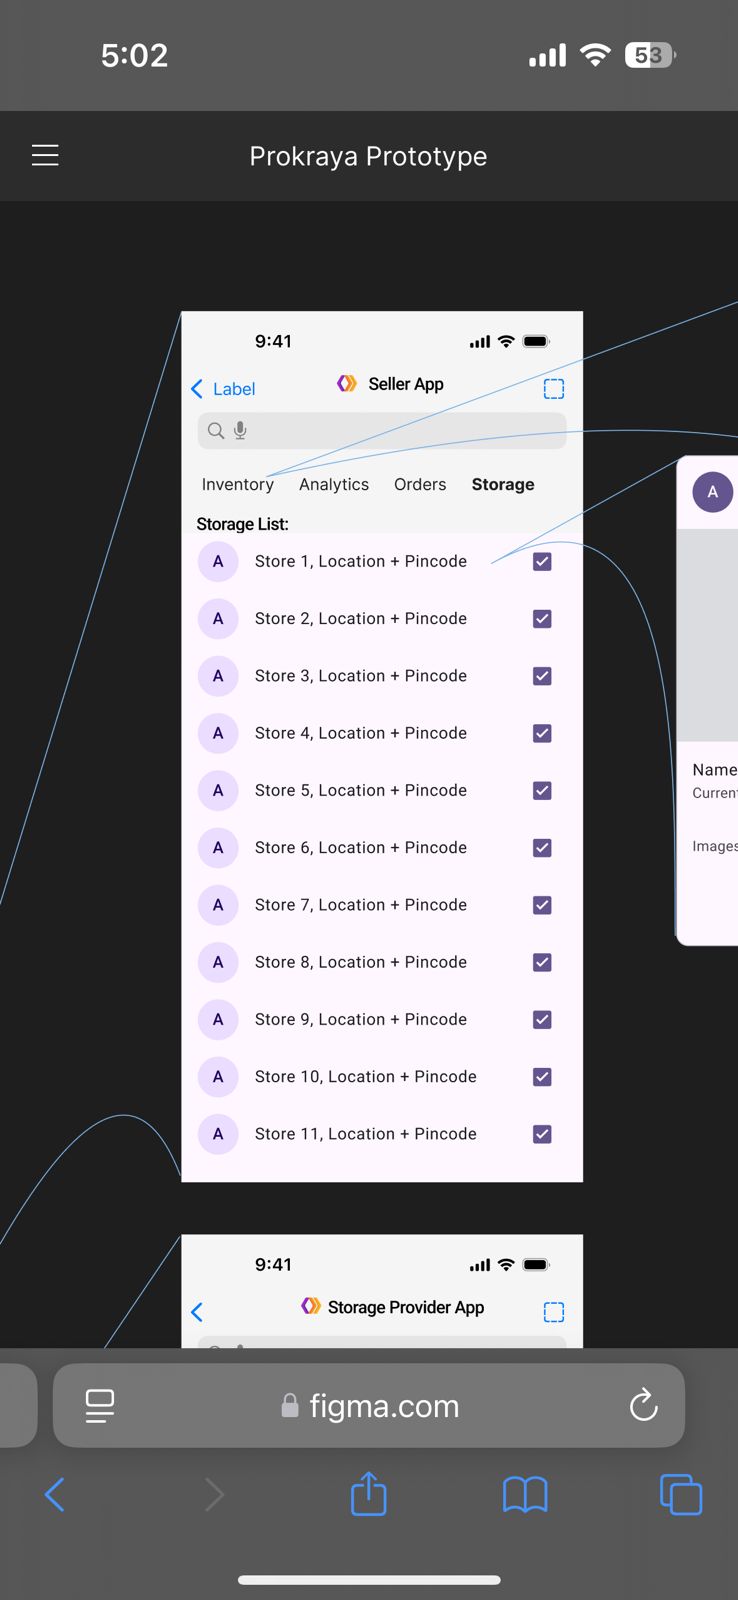 5:02
53
Prokraya Prototype
9:41
Label
Seller App
Inventory Analytics Orders Storage
Storage List:
A Store 1, Location + Pincode
A Store 2, Location + Pincode
A Store 3, Location + Pincode
A Store 4, Location + Pincode
A Store 5, Location + Pincode
A Store 6, Location + Pincode
A Store 7, Location + Pincode
A Store 8, Location + Pincode
A Store 9, Location + Pincode
A Store 10, Location + Pincode
A Store 11, Location + Pincode
A
Name
Current
Images
9:41
Storage Provider App
figma.com